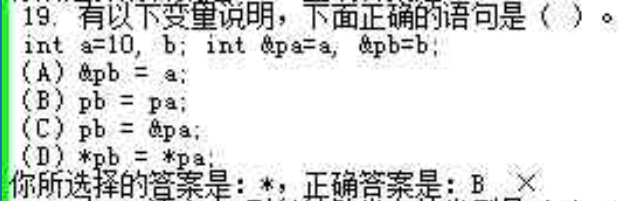 19. 有以下变量说明，下面正确的语句是（ ）。
int a=10, b; int &pa=a, &pb=b;
(A) &pb = a;
(B) pb = pa;
(C) pb = &pa;
(D) *pb = *pa;
你所选择的答案是：*，正确答案是：B ×